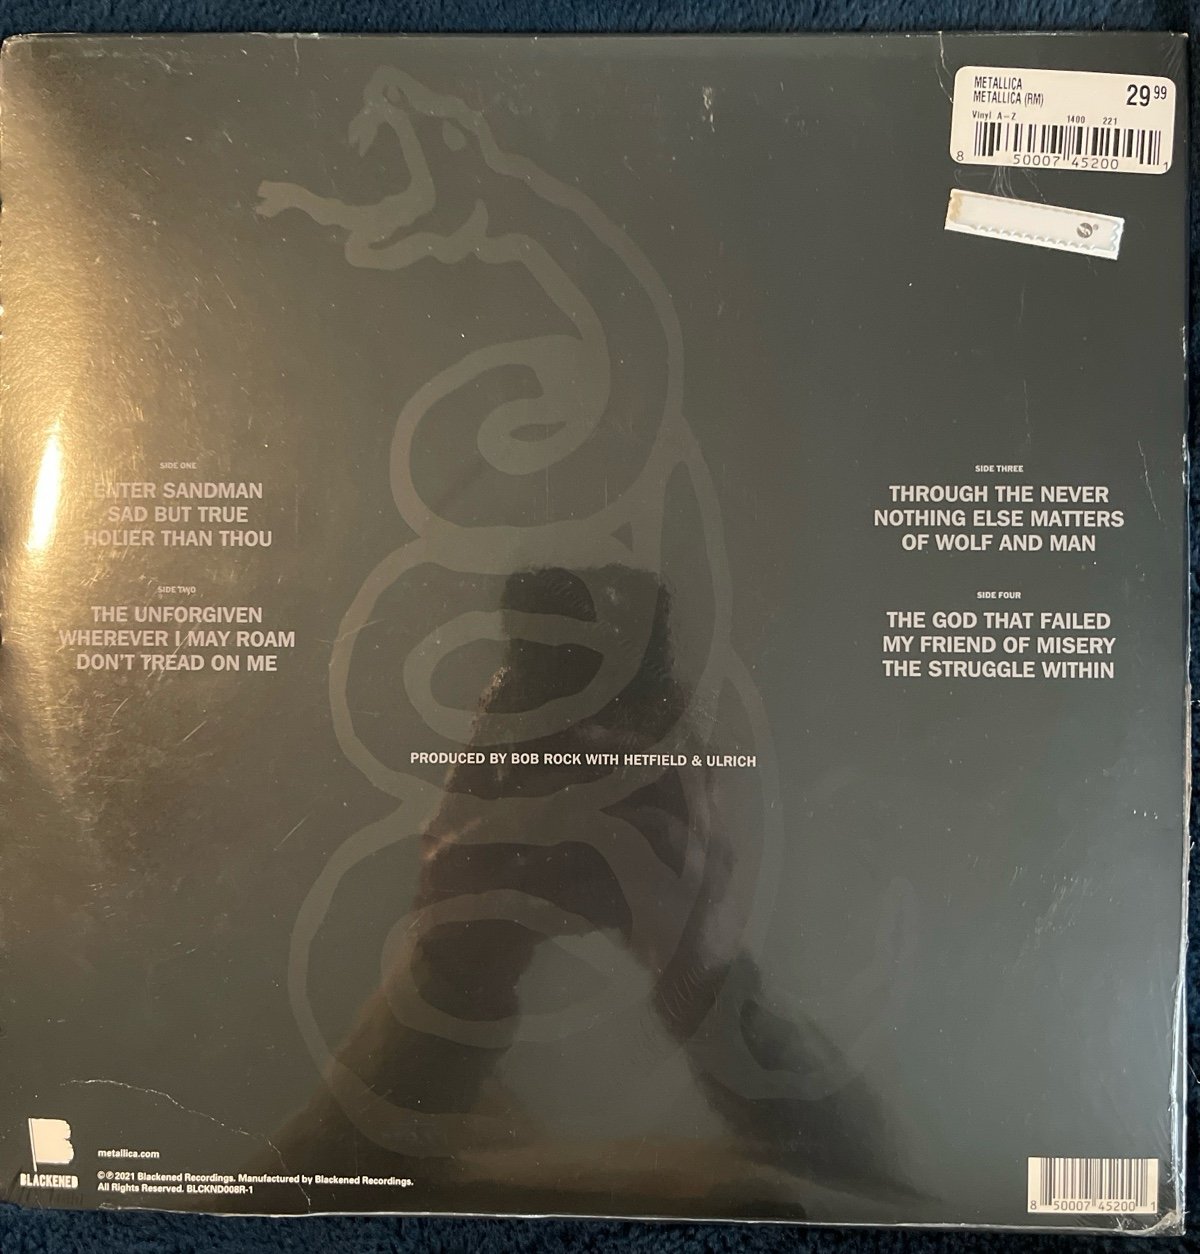 METALLICA
METALLICA (RM)
29 99
Vinyl A-Z
1400 221
8 50007 45200 1
SIDE ONE
ENTER SANDMAN
SAD BUT TRUE
HOLIER THAN THOU
SIDE TWO
THE UNFORGIVEN
WHEREVER I MAY ROAM
DON'T TREAD ON ME
SIDE THREE
THROUGH THE NEVER
NOTHING ELSE MATTERS
OF WOLF AND MAN
SIDE FOUR
THE GOD THAT FAILED
MY FRIEND OF MISERY
THE STRUGGLE WITHIN
PRODUCED BY BOB ROCK WITH HETFIELD & ULRICH
B
BLACKENED
metallica.com
©℗ 2021 Blackened Recordings. Manufactured by Blackened Recordings.
All Rights Reserved. BLCKND008R-1
8 50007 45200 1